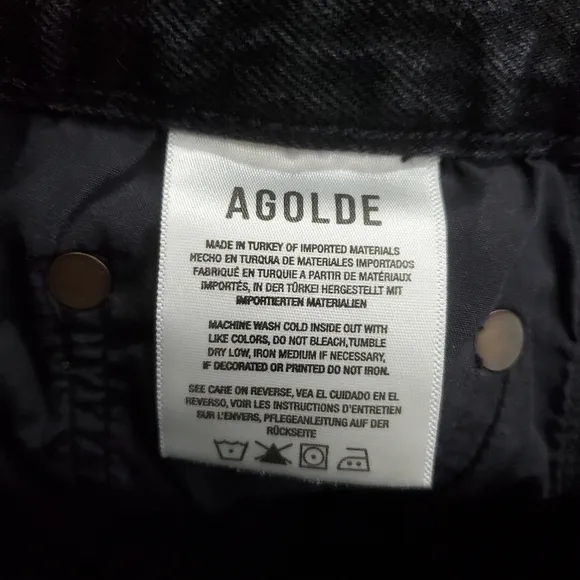 AGOLDE
MADE IN TURKEY OF IMPORTED MATERIALS
HECHO EN TURQUIA DE MATERIALES IMPORTADOS
FABRIQUÉ EN TURQUIE A PARTIR DE MATÉRIAUX
IMPORTÉS, IN DER TÜRKEI HERGESTELLT MIT
IMPORTIERTEN MATERIALIEN
MACHINE WASH COLD INSIDE OUT WITH
LIKE COLORS, DO NOT BLEACH,TUMBLE
DRY LOW, IRON MEDIUM IF NECESSARY,
IF DECORATED OR PRINTED DO NOT IRON.
SEE CARE ON REVERSE, VEA EL CUIDADO EN EL
REVERSO, VOIR LES INSTRUCTIONS D'ENTRETIEN
SUR L'ENVERS, PFLEGEANLEITUNG AUF DER
RÜCKSEITE